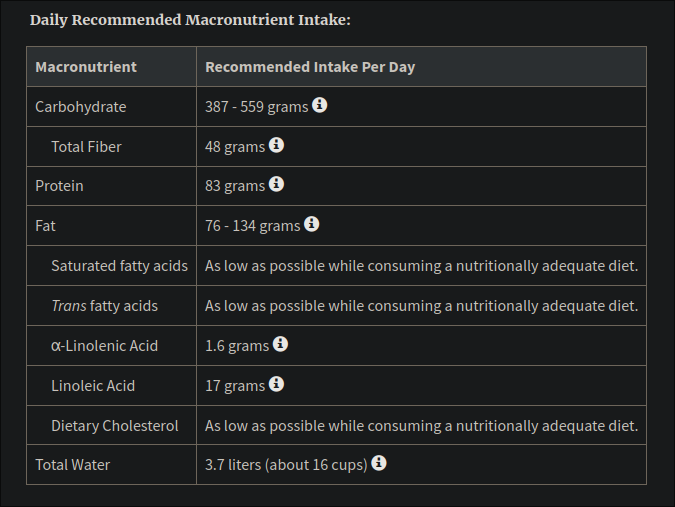 Daily Recommended Macronutrient Intake:
Macronutrient Recommended Intake Per Day
Carbohydrate 387 - 559 grams
Total Fiber 48 grams
Protein 83 grams
Fat 76 - 134 grams
Saturated fatty acids As low as possible while consuming a nutritionally adequate diet.
Trans fatty acids As low as possible while consuming a nutritionally adequate diet.
α-Linolenic Acid 1.6 grams
Linoleic Acid 17 grams
Dietary Cholesterol As low as possible while consuming a nutritionally adequate diet.
Total Water 3.7 liters (about 16 cups)